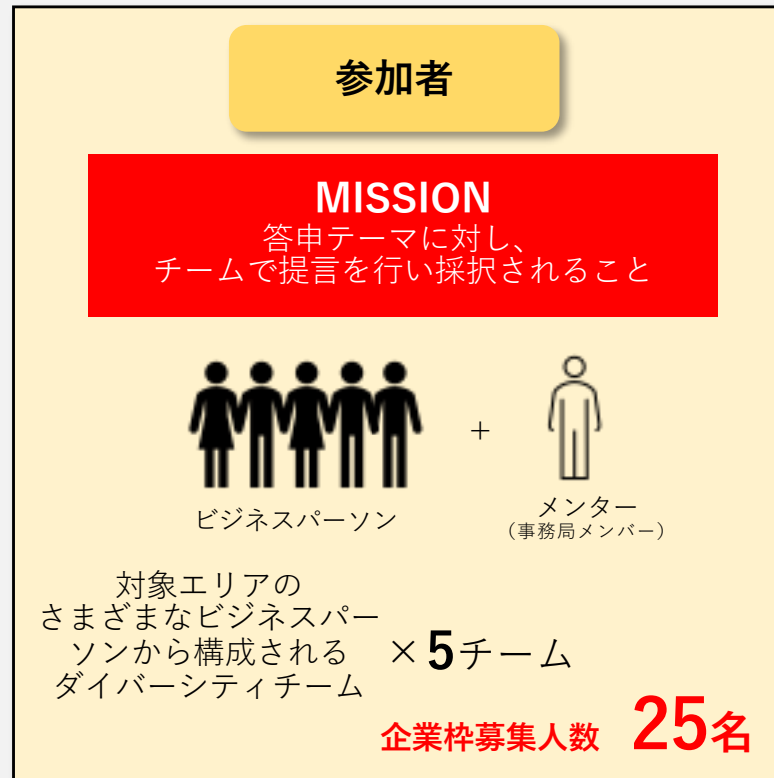 参加者
MISSION
答申テーマに対し、
チームで提言を行い採択されること
+
ビジネスパーソン
メンター
（事務局メンバー）
対象エリアの
さまざまなビジネスパー
ソンから構成される
ダイバーシティチーム
×5チーム
企業枠募集人数 25名